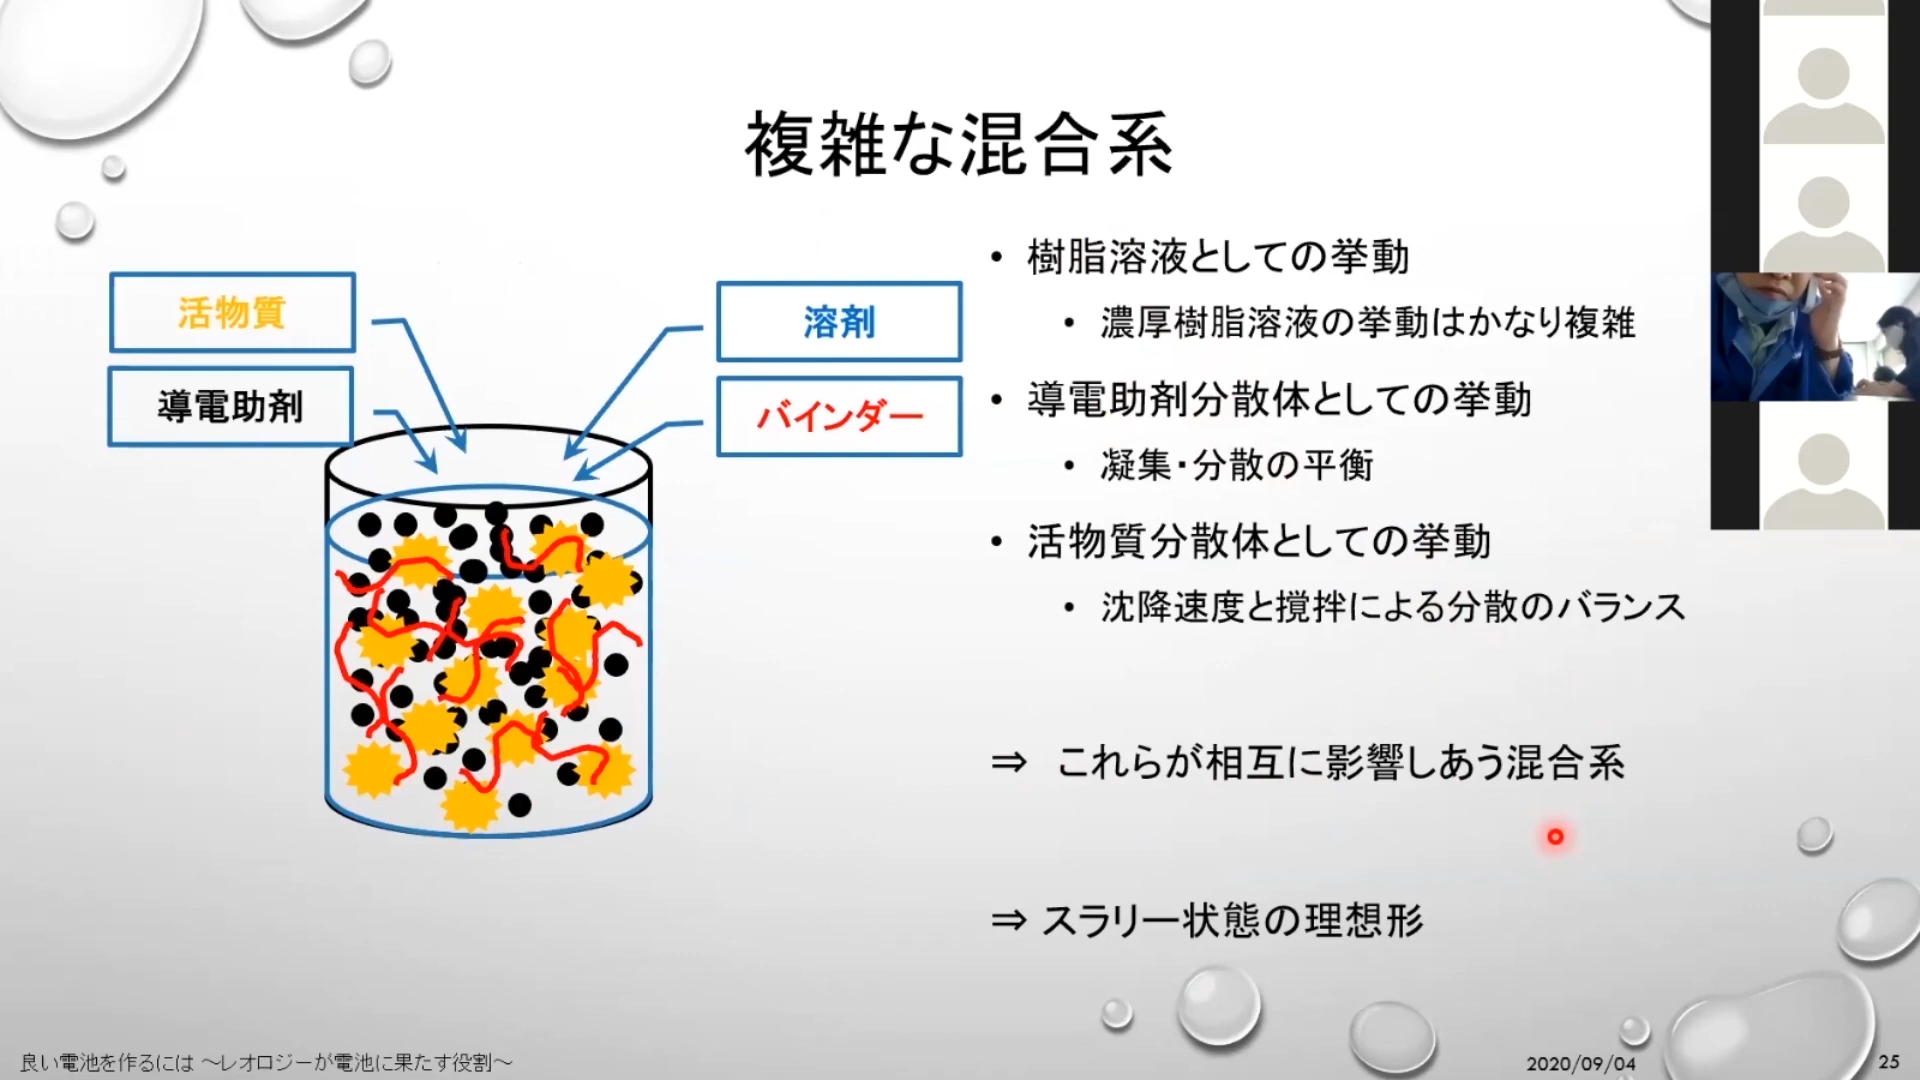 複雑な混合系
活物質
導電助剤
溶剤
バインダー
• 樹脂溶液としての挙動
• 濃厚樹脂溶液の挙動はかなり複雑
• 導電助剤分散体としての挙動
• 凝集・分散の平衡
• 活物質分散体としての挙動
• 沈降速度と撹拌による分散のバランス
⇒ これらが相互に影響しあう混合系
⇒ スラリー状態の理想形
良い電池を作るには ～レオロジーが電池に果たす役割～
2020/09/04
25